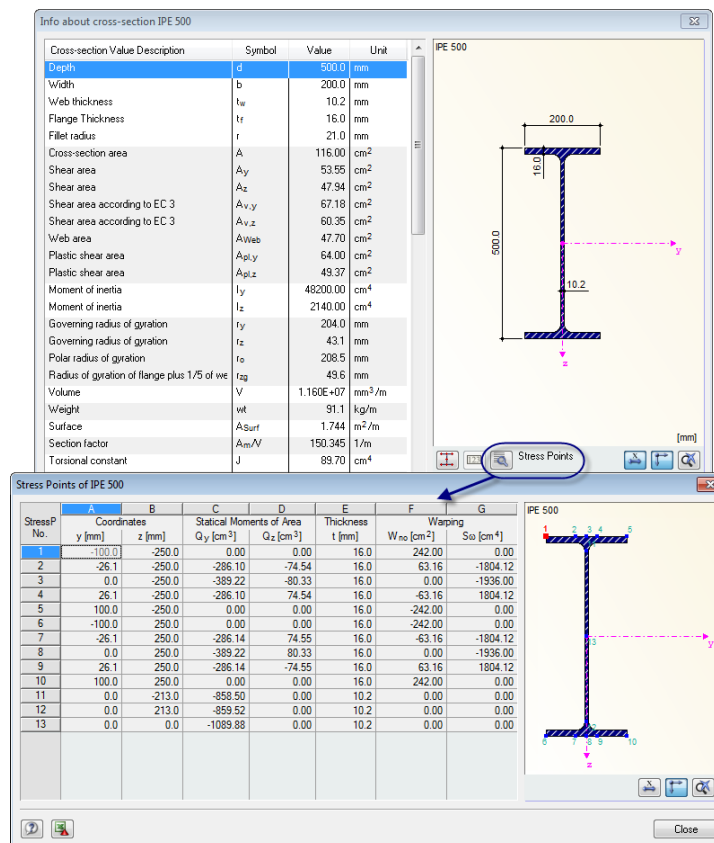 Info about cross-section IPE 500
Cross-section Value Description Symbol Value Unit
Depth d 500.0 mm
Width b 200.0 mm
Web thickness tw 10.2 mm
Flange Thickness tf 16.0 mm
Fillet radius r 21.0 mm
Cross-section area A 116.00 cm2
Shear area Ay 53.55 cm2
Shear area Az 47.94 cm2
Shear area according to EC 3 Av,y 67.18 cm2
Shear area according to EC 3 Av,z 60.35 cm2
Web area AWeb 47.70 cm2
Plastic shear area Apl,y 64.00 cm2
Plastic shear area Apl,z 49.37 cm2
Moment of inertia Iy 48200.00 cm4
Moment of inertia Iz 2140.00 cm4
Governing radius of gyration ry 204.0 mm
Governing radius of gyration rz 43.1 mm
Polar radius of gyration ro 208.5 mm
Radius of gyration of flange plus 1/5 of we rzg 49.6 mm
Volume V 1.160E+07 mm3/m
Weight wt 91.1 kg/m
Surface ASurf 1.744 m2/m
Section factor Am/V 150.345 1/m
Torsional constant J 89.70 cm4
IPE 500
200.0
16.0
500.0
y
10.2
z
[mm]
Stress Points
Stress Points of IPE 500
A B C D E F G
StressP Coordinates Statical Moments of Area Thickness Warping
No. y [mm] z [mm] Qy [cm3] Qz [cm3] t [mm] Wno [cm2] Sω [cm4]
1 -100.0 -250.0 0.00 0.00 16.0 242.00 0.00
2 -26.1 -250.0 -286.10 -74.54 16.0 63.16 -1804.12
3 0.0 -250.0 -389.22 -80.33 16.0 0.00 -1936.00
4 26.1 -250.0 -286.10 74.54 16.0 -63.16 1804.12
5 100.0 -250.0 0.00 0.00 16.0 -242.00 0.00
6 -100.0 250.0 0.00 0.00 16.0 -242.00 0.00
7 -26.1 250.0 -286.14 74.55 16.0 -63.16 -1804.12
8 0.0 250.0 -389.22 80.33 16.0 0.00 -1936.00
9 26.1 250.0 -286.14 -74.55 16.0 63.16 1804.12
10 100.0 250.0 0.00 0.00 16.0 242.00 0.00
11 0.0 -213.0 -858.50 0.00 10.2 0.00 0.00
12 0.0 213.0 -859.52 0.00 10.2 0.00 0.00
13 0.0 0.0 -1089.88 0.00 10.2 0.00 0.00
IPE 500
1 2 3 4 5
13
y
6 7 8 9 10
z
Close